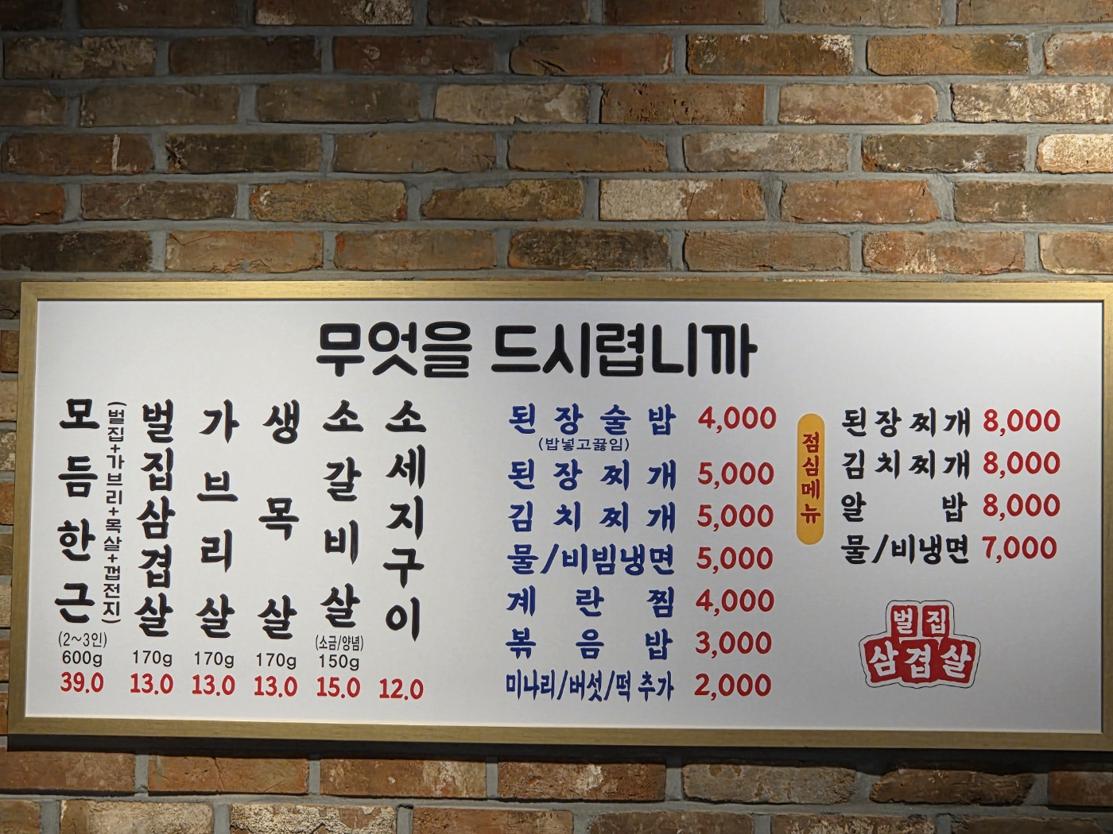 무엇을 드시렵니까
모듬한근
(벌집+가브리+목살+껍전지)
(2~3인)
600g
39.0
벌집삼겹살
170g
13.0
가브리살
170g
13.0
생목살
170g
13.0
소갈비살
(소금/양념)
150g
15.0
소세지구이
12.0
된장술밥 4,000
(밥넣고끓임)
된장찌개 5,000
김치찌개 5,000
물/비빔냉면 5,000
계란찜 4,000
볶음밥 3,000
미나리/버섯/떡 추가 2,000
점심메뉴
된장찌개 8,000
김치찌개 8,000
알밥 8,000
물/비냉면 7,000
벌집
삼겹살